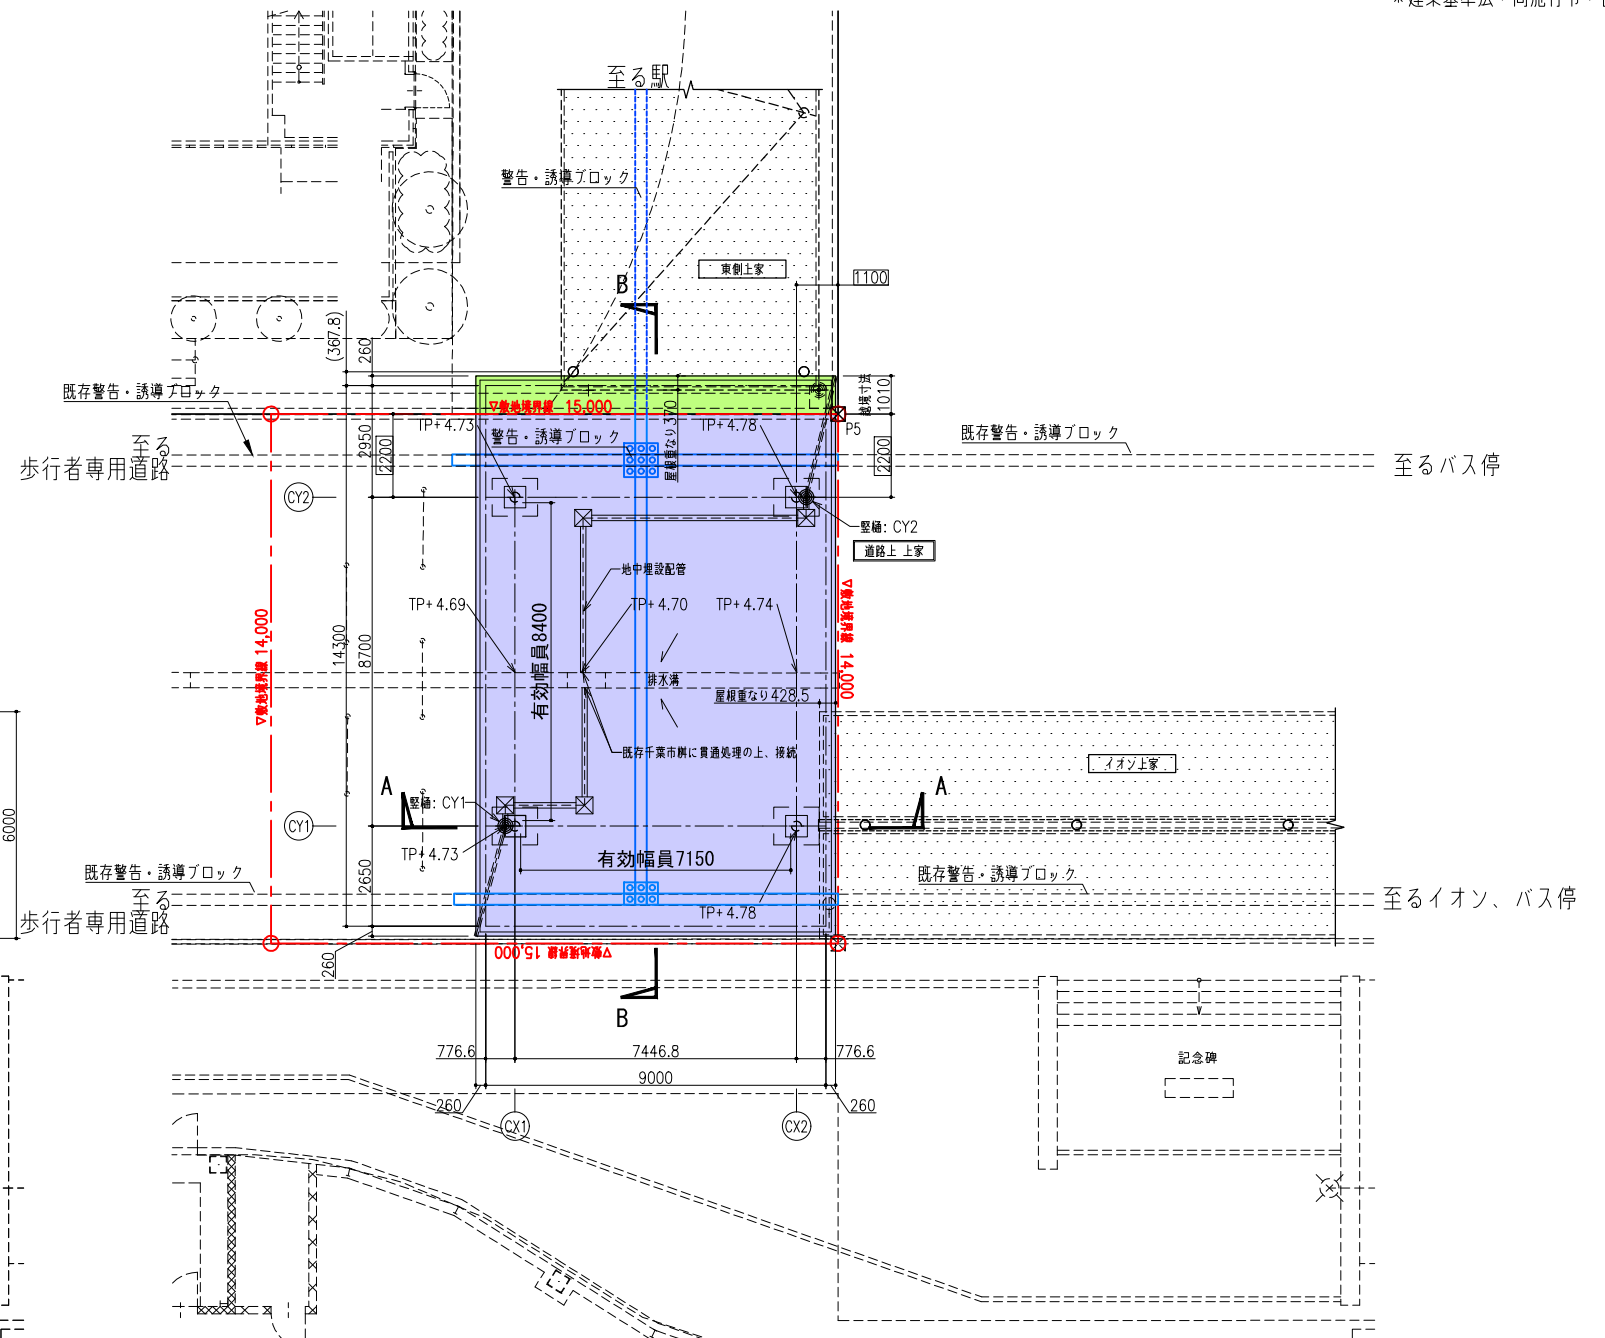 至る駅
警告・誘導ブロック
東側上家
B
1100
(367.8)
260
既存警告・誘導ブロック
▽敷地境界線 15,000
越境寸法
1010
P5
TP+4.73
警告・誘導ブロック
屋根重なり370
TP+4.78
2950
2200
2200
既存警告・誘導ブロック
至る
歩行者専用道路
至るバス停
CY2
竪樋: CY2
道路上 上家
地中埋設配管
TP+4.69
TP+4.70
TP+4.74
有効幅員8400
▽敷地境界線 14,000
▽敷地境界線 14,000
14300
8700
排水溝
屋根重なり428.5
既存千葉市桝に貫通処理の上、接続
イオン上家
A
A
竪樋: CY1
CY1
6000
TP+4.73
有効幅員7150
2650
既存警告・誘導ブロック
既存警告・誘導ブロック
至る
歩行者専用道路
TP+4.78
至るイオン、バス停
▽敷地境界線 15,000
260
B
776.6
7446.8
776.6
9000
260
260
CX1
CX2
記念碑